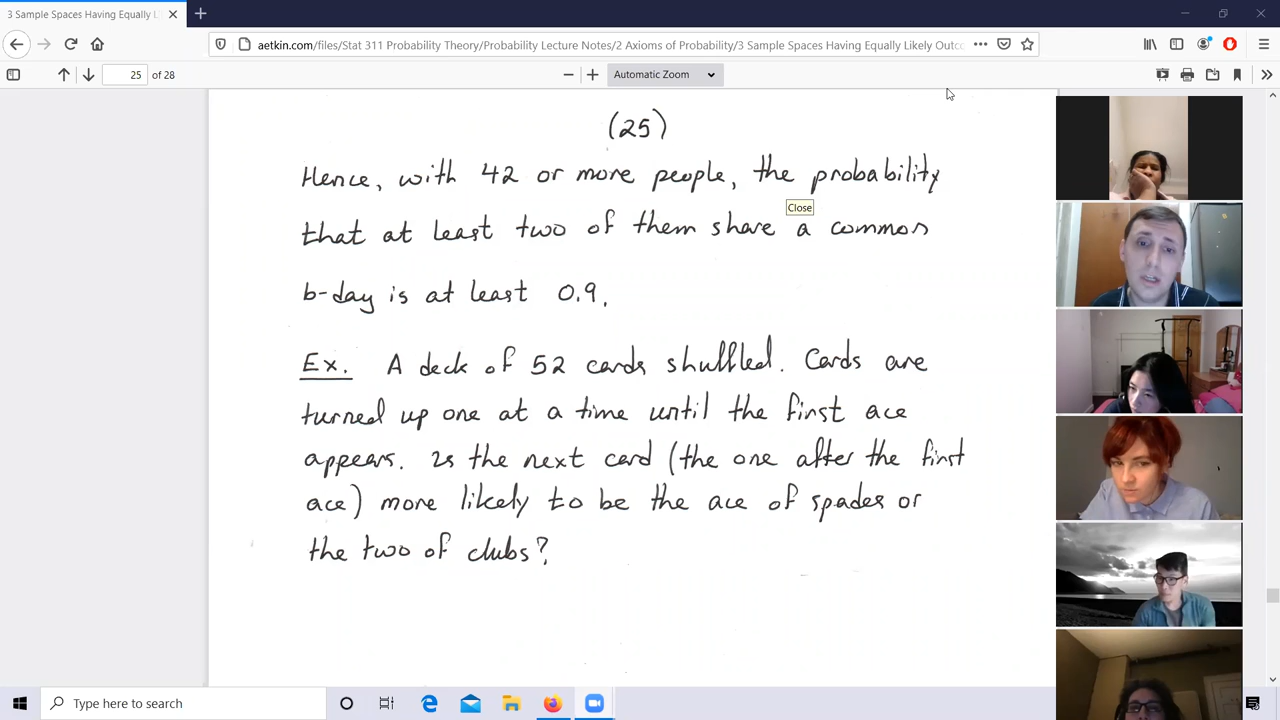 3 Sample Spaces Having Equally L
aetkin.com/files/Stat 311 Probability Theory/Probability Lecture Notes/2 Axioms of Probability/3 Sample Spaces Having Equally Likely Outco
25 of 28
Automatic Zoom
(25)
Hence, with 42 or more people, the probability
Close
that at least two of them share a common
b-day is at least 0.9.
Ex. A deck of 52 cards shuffled. Cards are
turned up one at a time until the first ace
appears. Is the next card (the one after the first
ace) more likely to be the ace of spades or
the two of clubs?
Type here to search